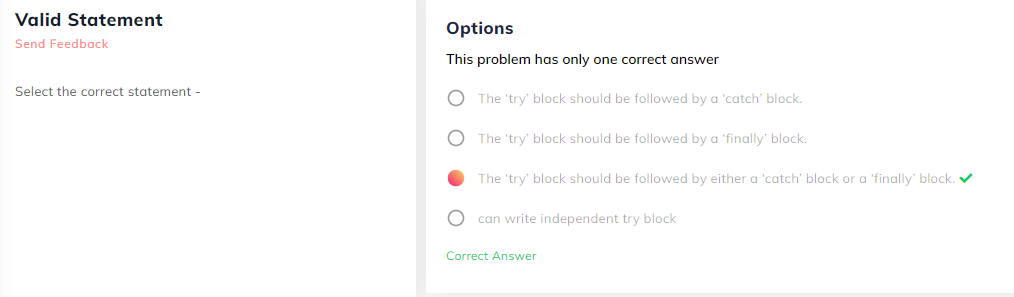 Valid Statement
Send Feedback
Select the correct statement -
Options
This problem has only one correct answer
The ‘try’ block should be followed by a ‘catch’ block.
The ‘try’ block should be followed by a ‘finally’ block.
The ‘try’ block should be followed by either a ‘catch’ block or a ‘finally’ block.
can write independent try block
Correct Answer